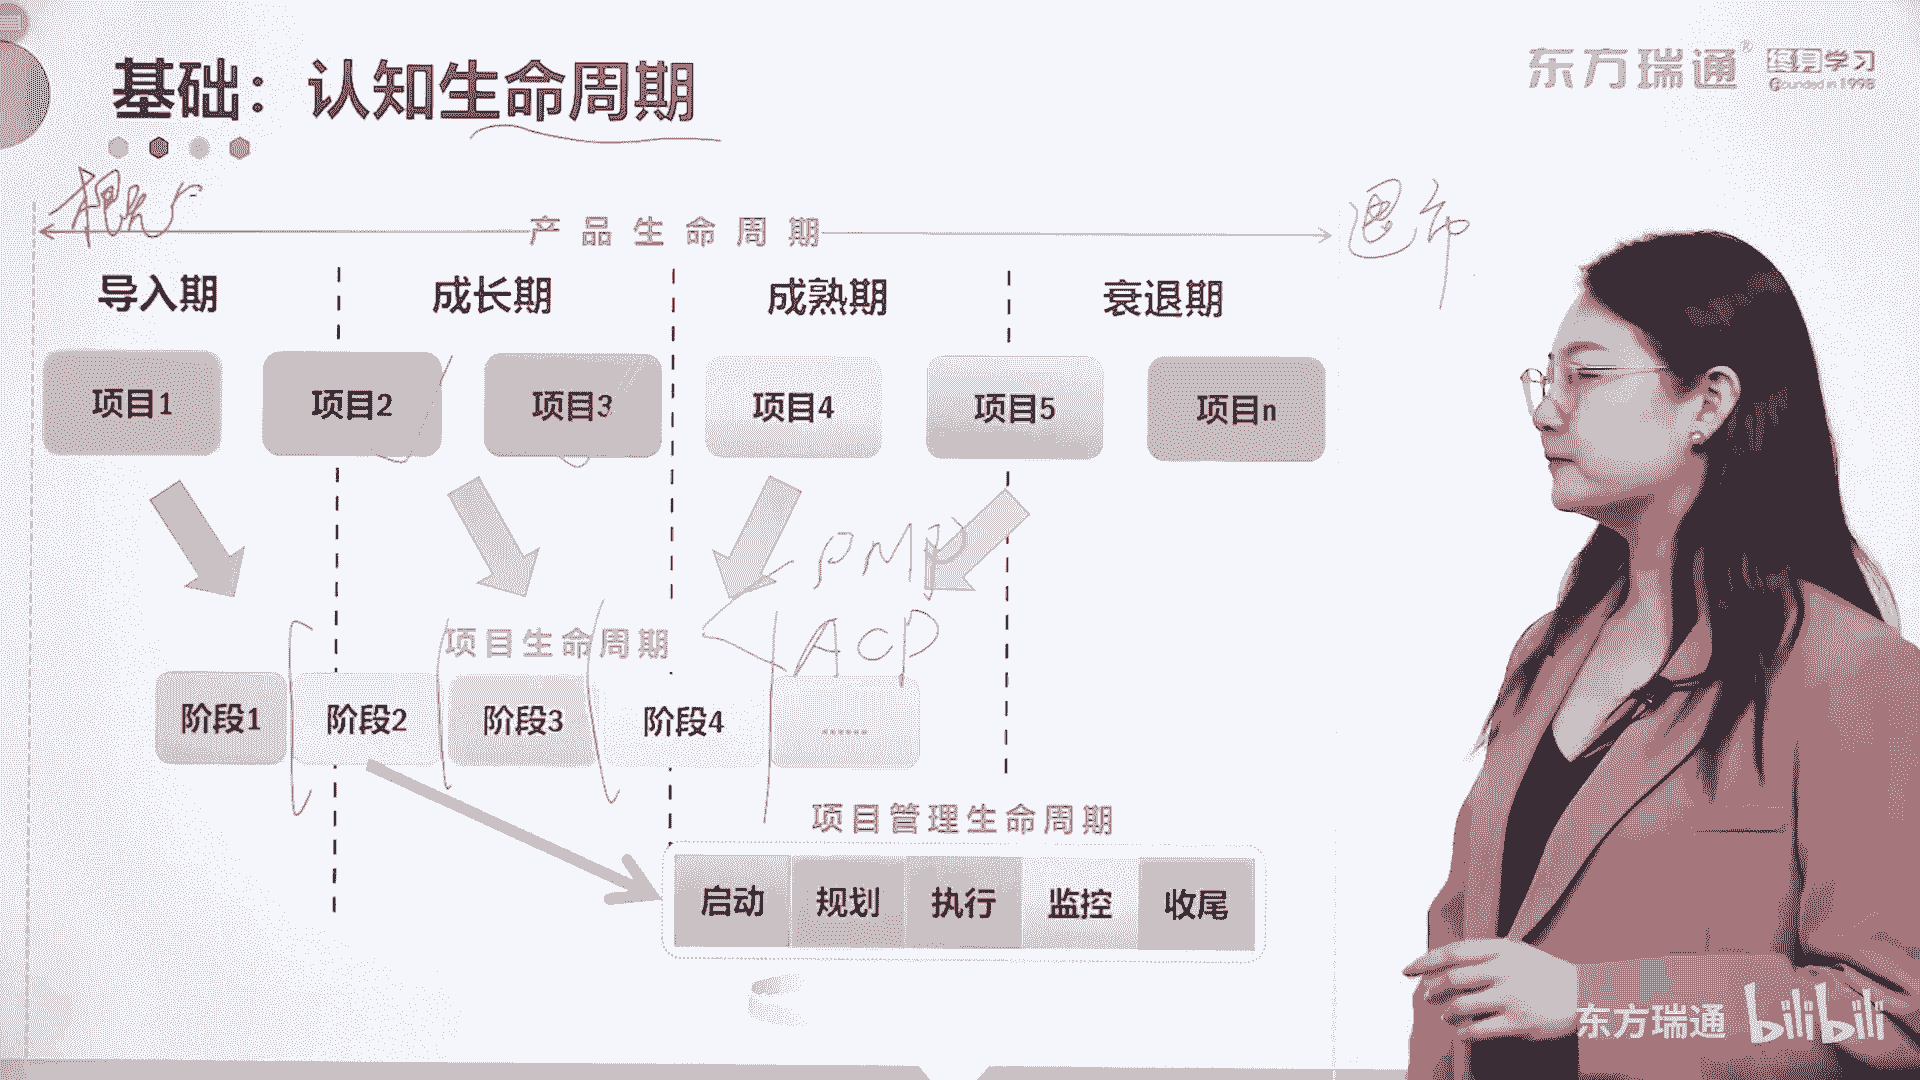 基础：认知生命周期
东方瑞通® 终身学习
Founded in 1998
退市
产品生命周期
导入期 成长期 成熟期 衰退期
项目1 项目2 项目3 项目4 项目5 项目n
PMP
ACP
项目生命周期
阶段1 阶段2 阶段3 阶段4 ……
项目管理生命周期
启动 规划 执行 监控 收尾
东方瑞通 bilibili